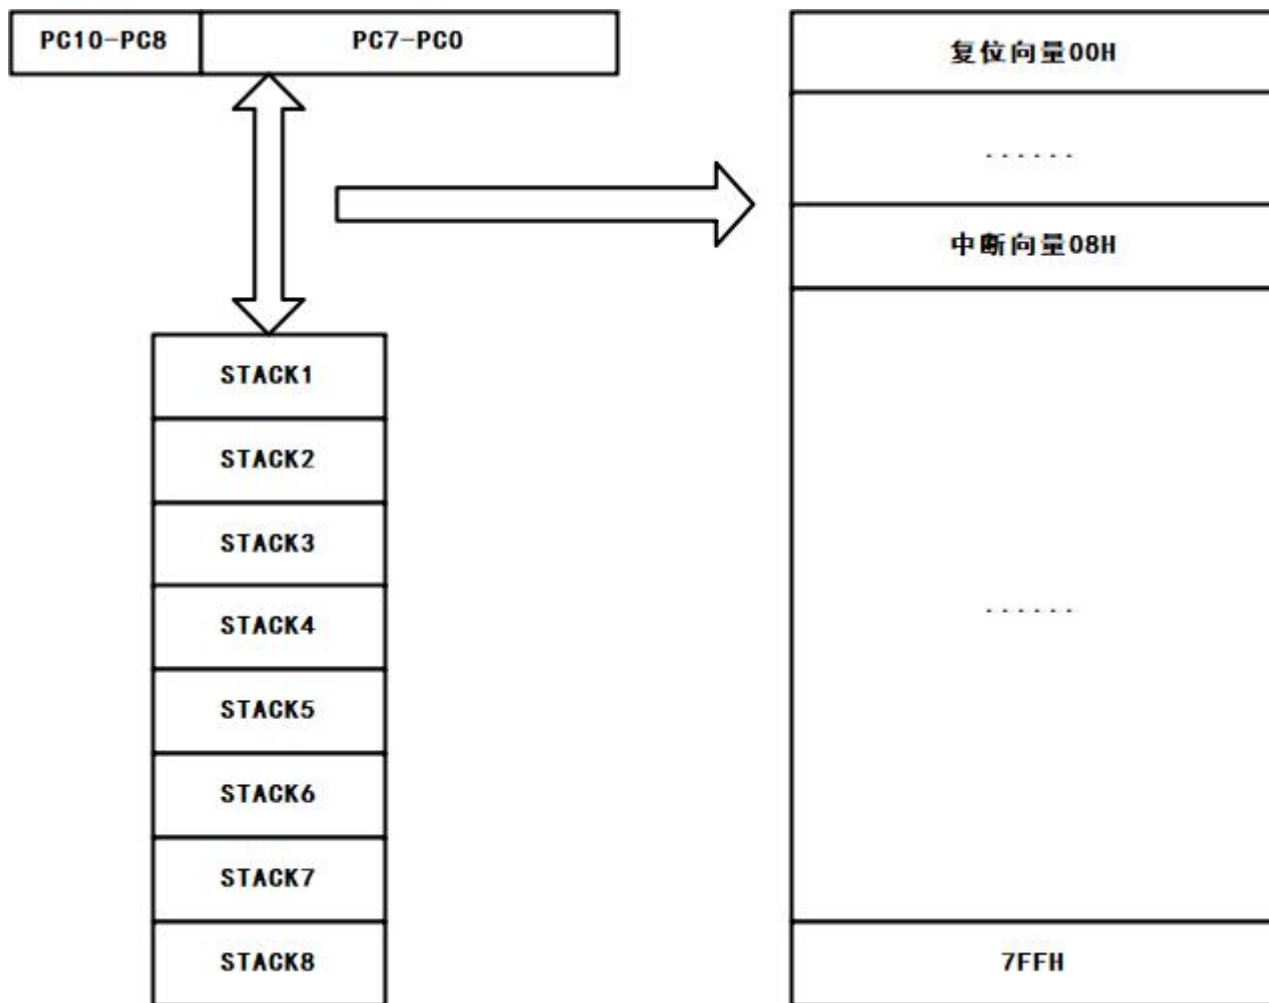 PC10-PC8 PC7-PC0
复位向量00H
......
中断向量08H
STACK1
STACK2
STACK3
STACK4
......
STACK5
STACK6
STACK7
STACK8
7FFH